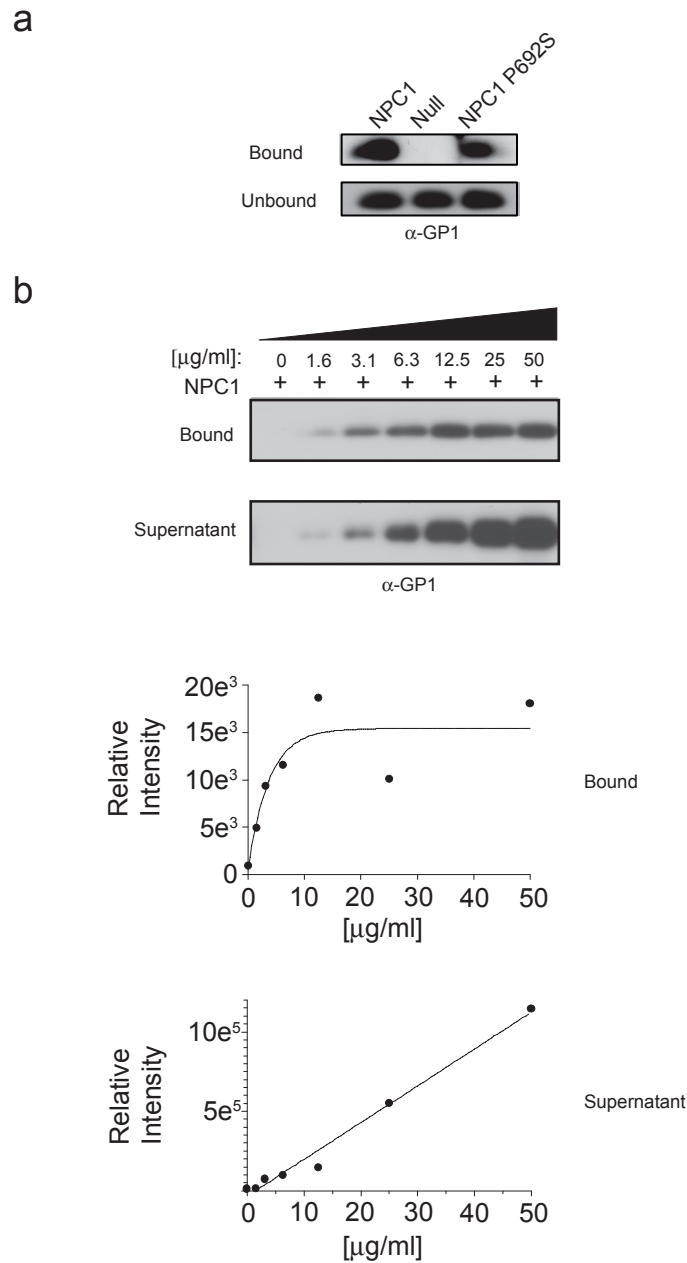 a
NPC1 Null NPC1 P692S
Bound
Unbound
α-GP1
b
[μg/ml]: 0 1.6 3.1 6.3 12.5 25 50
NPC1 + + + + + + +
Bound
Supernatant
α-GP1
20e³
15e³
10e³
5e³
0
Relative
Intensity
Bound
0 10 20 30 40 50
[μg/ml]
10e⁵
5e⁵
Relative
Intensity
Supernatant
0 10 20 30 40 50
[μg/ml]